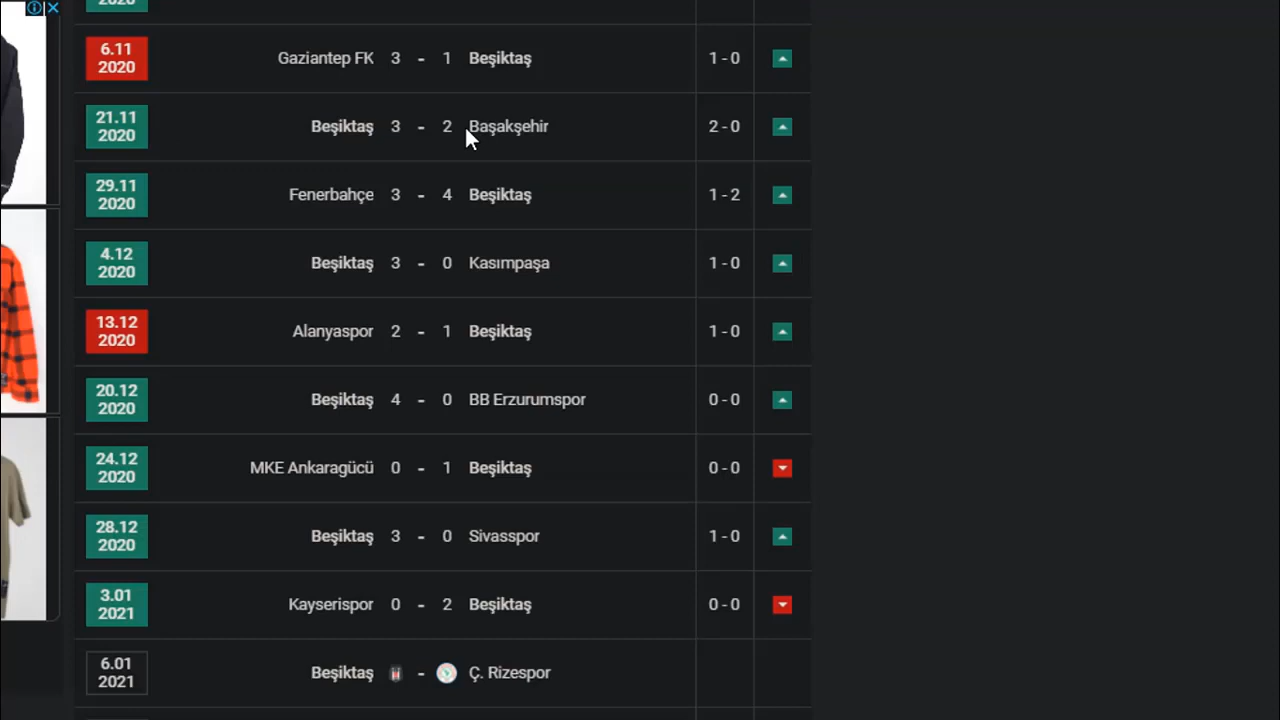 2020
6.11
2020
Gaziantep FK 3 - 1 Beşiktaş 1 - 0
21.11
2020
Beşiktaş 3 - 2 Başakşehir 2 - 0
29.11
2020
Fenerbahçe 3 - 4 Beşiktaş 1 - 2
4.12
2020
Beşiktaş 3 - 0 Kasımpaşa 1 - 0
13.12
2020
Alanyaspor 2 - 1 Beşiktaş 1 - 0
20.12
2020
Beşiktaş 4 - 0 BB Erzurumspor 0 - 0
24.12
2020
MKE Ankaragücü 0 - 1 Beşiktaş 0 - 0
28.12
2020
Beşiktaş 3 - 0 Sivasspor 1 - 0
3.01
2021
Kayserispor 0 - 2 Beşiktaş 0 - 0
6.01
2021
Beşiktaş - Ç. Rizespor